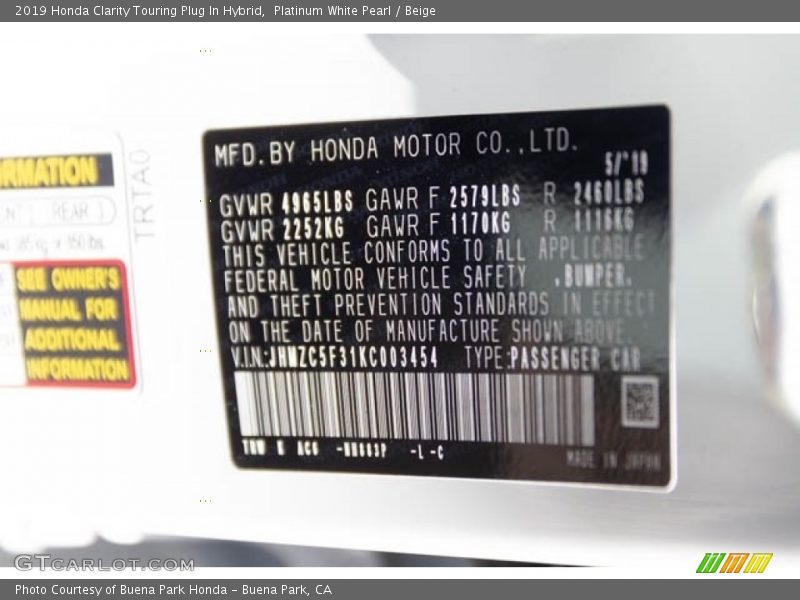 2019 Honda Clarity Touring Plug In Hybrid,  Platinum White Pearl / Beige
RMATION
REAR
SEE OWNER'S
MANUAL FOR
ADDITIONAL
INFORMATION
TRTA0
MFD. BY HONDA MOTOR CO.,LTD.
5/'19
GVWR 4965LBS GAWR F 2579LBS R 2460LBS
GVWR 2252KG GAWR F 1170KG R 1116KG
THIS VEHICLE CONFORMS TO ALL APPLICABLE
FEDERAL MOTOR VEHICLE SAFETY ,BUMPER,
AND THEFT PREVENTION STANDARDS IN EFFECT
ON THE DATE OF MANUFACTURE SHOWN ABOVE.
V.I.N:JHMZC5F31KC003454 TYPE:PASSENGER CAR
-NH883P -L -C
MADE IN JAPAN
GTCARLOT.COM
Photo Courtesy of Buena Park Honda - Buena Park, CA